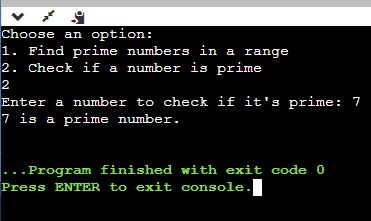 Choose an option:
1. Find prime numbers in a range
2. Check if a number is prime
2
Enter a number to check if it's prime: 7
7 is a prime number.
...Program finished with exit code 0
Press ENTER to exit console.